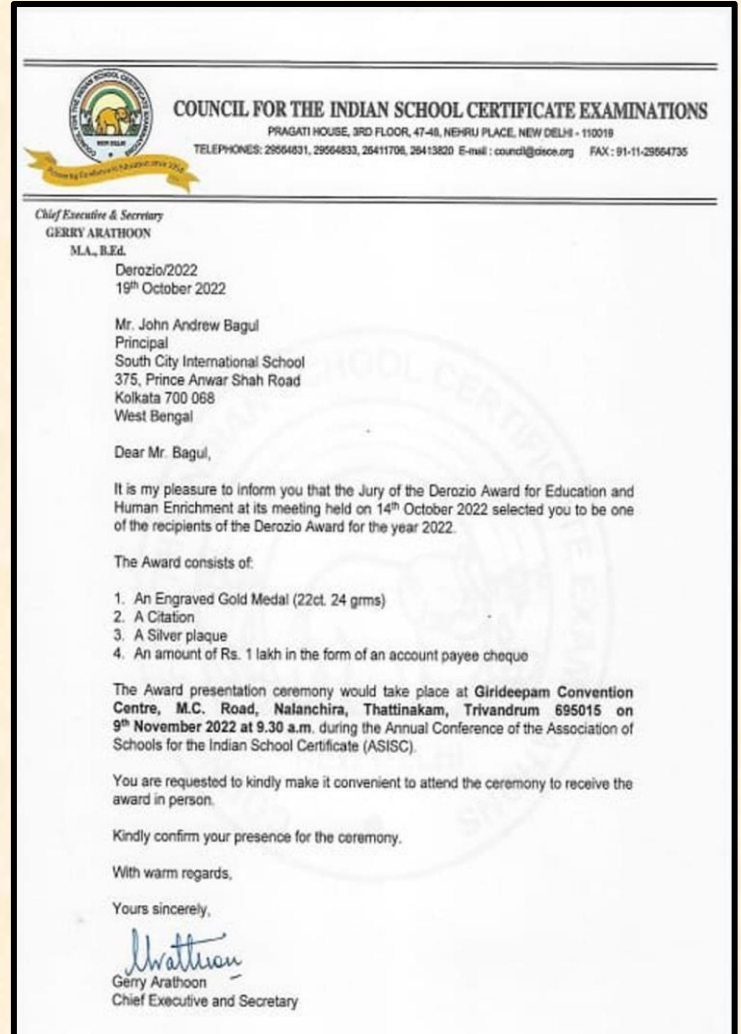 COUNCIL FOR THE INDIAN SCHOOL CERTIFICATE EXAMINATIONS
PRAGATI HOUSE, 3RD FLOOR, 47-48, NEHRU PLACE, NEW DELHI - 110019
TELEPHONES: 29564831, 29564833, 26411706, 26413820 E-mail : council@cisce.org FAX : 91-11-29564735
NEW DELHI
Chief Executive & Secretary
GERRY ARATHOON
M.A., B.Ed.
Derozio/2022
19th October 2022
Mr. John Andrew Bagul
Principal
South City International School
375, Prince Anwar Shah Road
Kolkata 700 068
West Bengal
Dear Mr. Bagul,
It is my pleasure to inform you that the Jury of the Derozio Award for Education and
Human Enrichment at its meeting held on 14th October 2022 selected you to be one
of the recipients of the Derozio Award for the year 2022.
The Award consists of:
1. An Engraved Gold Medal (22ct. 24 grms)
2. A Citation
3. A Silver plaque
4. An amount of Rs. 1 lakh in the form of an account payee cheque
The Award presentation ceremony would take place at Girideepam Convention
Centre, M.C. Road, Nalanchira, Thattinakam, Trivandrum 695015 on
9th November 2022 at 9.30 a.m. during the Annual Conference of the Association of
Schools for the Indian School Certificate (ASISC).
You are requested to kindly make it convenient to attend the ceremony to receive the
award in person.
Kindly confirm your presence for the ceremony.
With warm regards,
Yours sincerely,
Gerry Arathoon
Chief Executive and Secretary